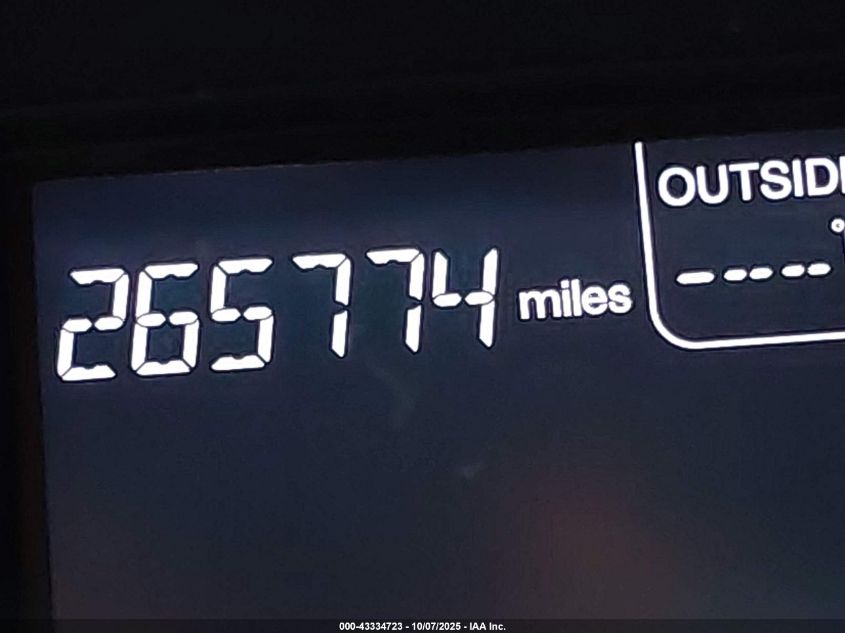 265774 miles
OUTSID
°
----
000-43334723 - 10/07/2025 - IAA Inc.